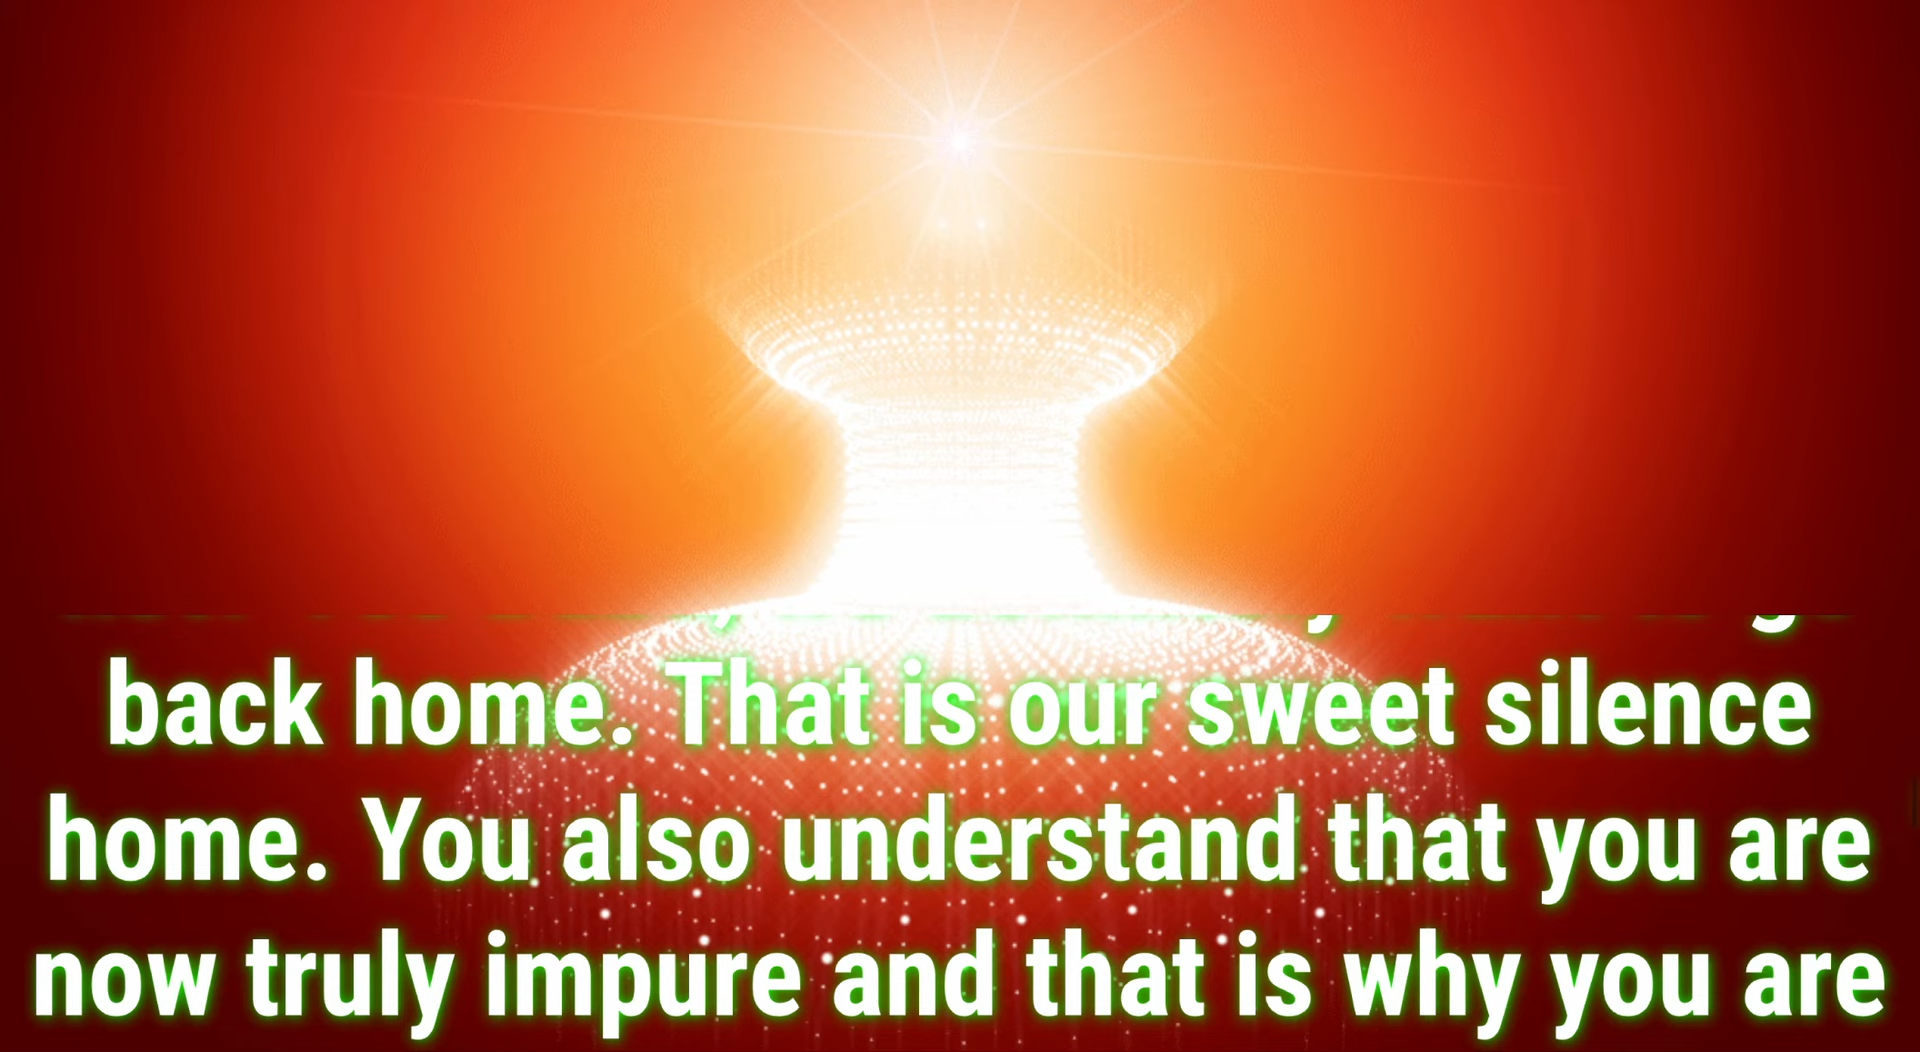 back home. That is our sweet silence
home. You also understand that you are
now truly impure and that is why you are